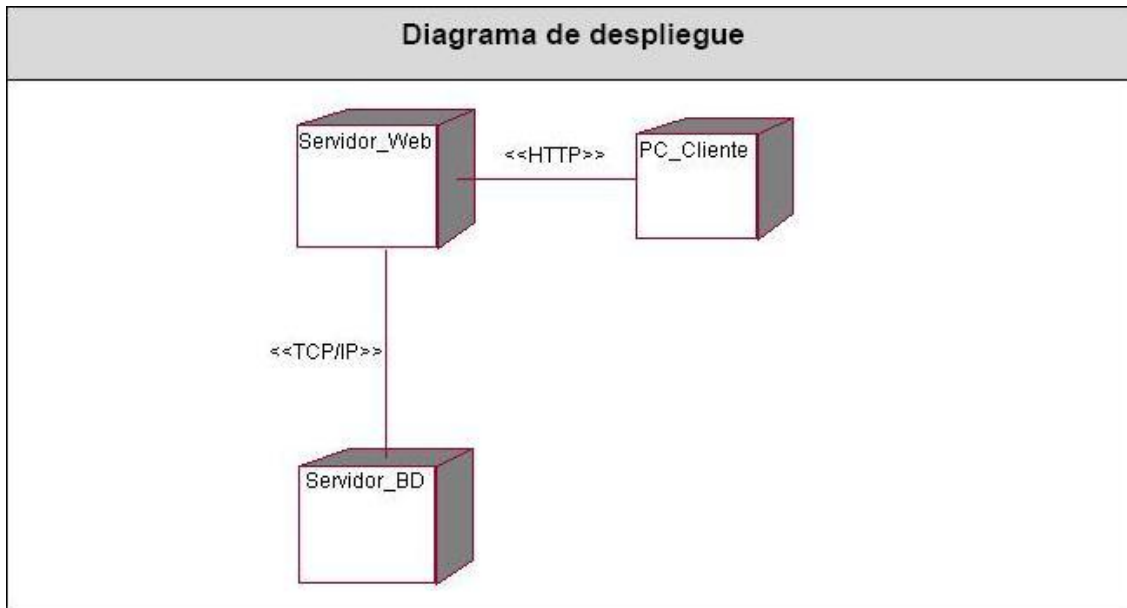 Diagrama de despliegue
Servidor_Web
<<HTTP>>
PC_Cliente
<<TCP/IP>>
Servidor_BD